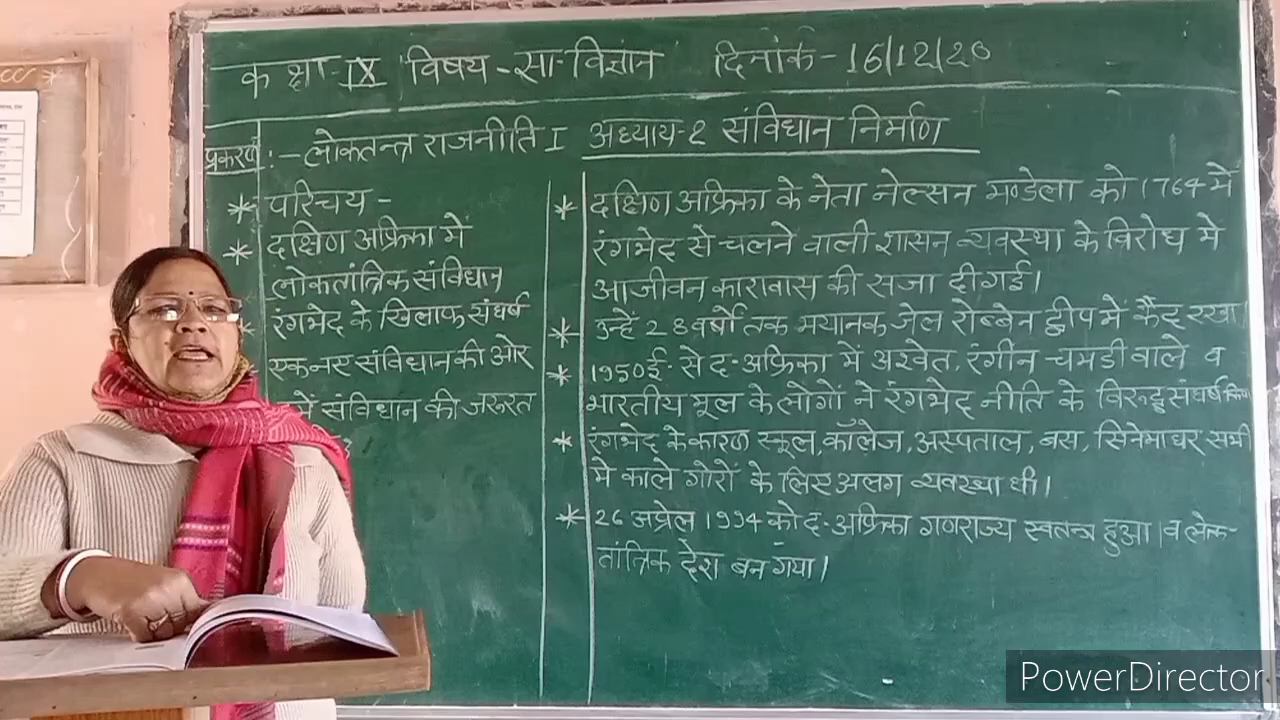 कक्षा-IX विषय-सा-विज्ञान दिनांक-16/12/20
प्रकरण:- लोकतन्त्र राजनीति I अध्याय-2 संविधान निर्माण
* परिचय-
* दक्षिण अफ्रिका में
लोकतांत्रिक संविधान
रंगभेद के खिलाफ संघर्ष
एक नए संविधान की ओर
में संविधान की जरूरत
* दक्षिण अफ्रिका के नेता नेल्सन मण्डेला को 1764 में
रंगभेद से चलने वाली शासन व्यवस्था के विरोध में
आजीवन कारावास की सजा दी गई।
* उन्हें 28 वर्षो तक भयानक जेल रोब्बेन द्वीप में कैद रखा।
* 1950ई. से द-अफ्रिका में अश्वेत, रंगीन चमडी वाले व
भारतीय मूल के लोगों ने रंगभेद नीति के विरुद्ध संघर्ष किया
* रंगभेद के कारण स्कूल, कॉलेज, अस्पताल, बस, सिनेमाघर सभी
मे काले गोरों के लिए अलग व्यवस्था थी।
* 26 अप्रेल 1994 को द-अफ्रिका गणराज्य स्वतन्त्र हुआ। व लोक-
तांत्रिक देश बन गया।
PowerDirector